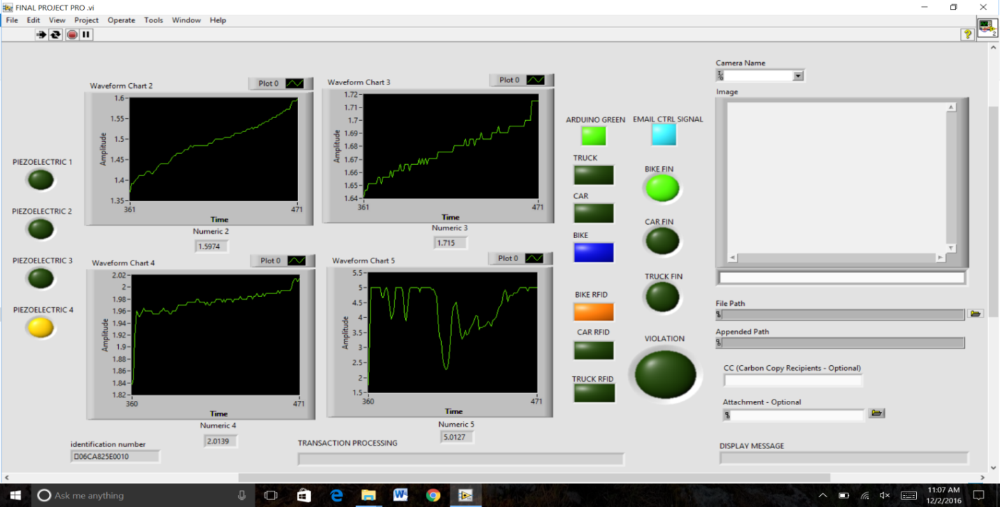 FINAL PROJECT PRO .vi
File Edit View Project Operate Tools Window Help
2
Camera Name
Waveform Chart 2
Plot 0
Waveform Chart 3
Plot 0
Image
1.6
1.55
1.5
1.45
1.4
1.35
Amplitude
361
471
Time
Numeric 2
1.5974
1.72
1.71
1.7
1.69
1.68
1.67
1.66
1.65
1.64
Amplitude
361
471
Time
Numeric 3
1.715
PIEZOELECTRIC 1
PIEZOELECTRIC 2
PIEZOELECTRIC 3
PIEZOELECTRIC 4
Waveform Chart 4
Plot 0
2.02
2
1.98
1.96
1.94
1.92
1.9
1.88
1.86
1.84
1.82
Amplitude
360
471
Time
Numeric 4
2.0139
Waveform Chart 5
Plot 0
5.5
5
4.5
4
3.5
3
2.5
2
1.5
Amplitude
360
471
Time
Numeric 5
5.0127
ARDUINO GREEN
EMAIL CTRL SIGNAL
TRUCK
CAR
BIKE
BIKE FIN
CAR FIN
TRUCK FIN
BIKE RFID
CAR RFID
TRUCK RFID
VIOLATION
File Path
Appended Path
CC (Carbon Copy Recipients - Optional)
Attachment - Optional
identification number
□06CA825E0010
TRANSACTION PROCESSING
DISPLAY MESSAGE
Ask me anything
11:07 AM
12/2/2016